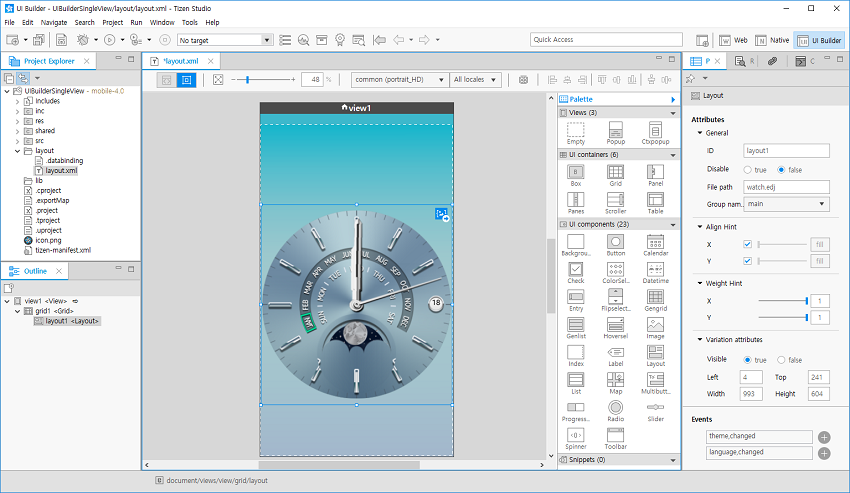 UI Builder - UIBuilderSingleView/layout/layout.xml - Tizen Studio
File Edit Navigate Search Project Run Window Tools Help
No target
Quick Access
Web Native UI Builder
Project Explorer
UIBuilderSingleView - mobile-4.0
Includes
inc
res
shared
src
layout
.databinding
layout.xml
lib
.cproject
.exportMap
.project
.tproject
.uproject
icon.png
tizen-manifest.xml
Outline
view1 <View>
grid1 <Grid>
layout1 <Layout>
*layout.xml
48 %
common (portrait_HD)
All locales
view1
JAN FEB MAR APR MAY JUN JUL AUG SEP OCT NOV DEC
SUN MON TUE THU FRI SAT
18
Palette
Views (3)
Empty Popup Ctxpopup
UI containers (6)
Box Grid Panel
Panes Scroller Table
UI components (23)
Backgrou... Button Calendar
Check ColorSel... Datetime
Entry Flipselect... Gengrid
Genlist Hoversel Image
Index Label Layout
List Map Multibutt...
Progress... Radio Slider
Spinner Toolbar
Snippets (0)
P R C
Layout
Attributes
General
ID layout1
Disable true false
File path watch.edj
Group nam... main
Align Hint
X fill
Y fill
Weight Hint
X 1
Y 1
Variation attributes
Visible true false
Left 4 Top 241
Width 993 Height 604
Events
theme,changed
language,changed
document/views/view/grid/layout